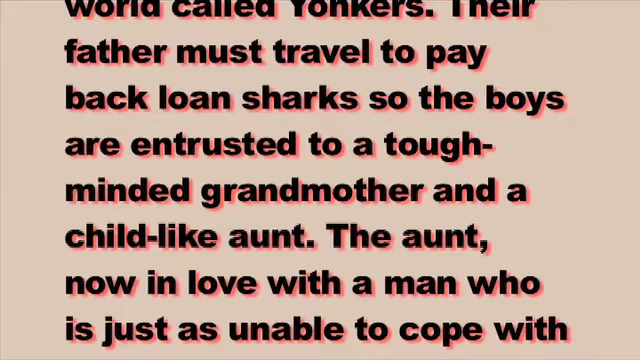 world called Yonkers. Their
father must travel to pay
back loan sharks so the boys
are entrusted to a tough-
minded grandmother and a
child-like aunt. The aunt,
now in love with a man who
is just as unable to cope with